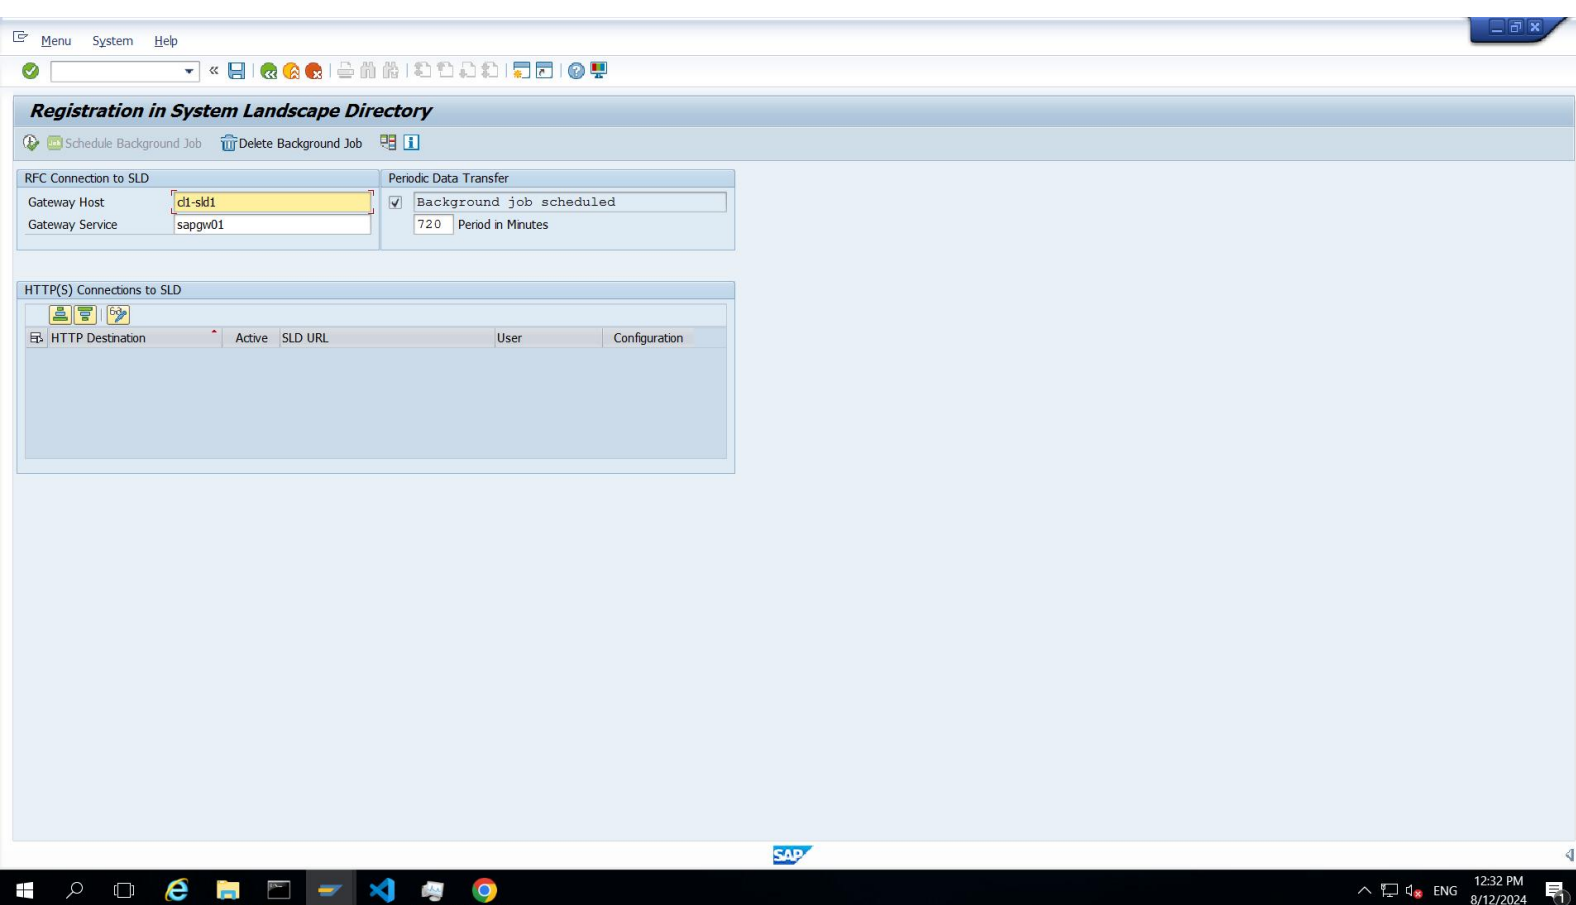 Menu System Help
Registration in System Landscape Directory
Schedule Background Job Delete Background Job
RFC Connection to SLD
Gateway Host cl1-sld1
Gateway Service sapgw01
Periodic Data Transfer
Background job scheduled
720 Period in Minutes
HTTP(S) Connections to SLD
HTTP Destination Active SLD URL User Configuration
SAP
ENG
12:32 PM
8/12/2024
1